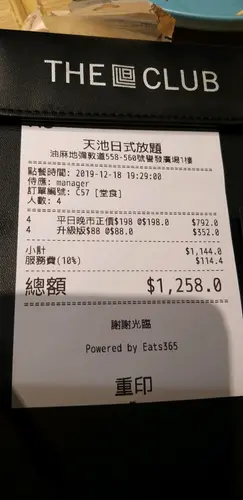 THE CLUB
天池日式放題
油麻地彌敦道558-560號譽發廣場1樓
點餐時間: 2019-12-18 19:29:00
侍應: manager
訂單編號: C57 [堂食]
人數: 4
4 平日晚市正價$198 @$198.0 $792.0
4 升級版$88 @$88.0 $352.0
小計 $1,144.0
服務費(10%) $114.4
總額 $1,258.0
謝謝光臨
Powered by Eats365
重印